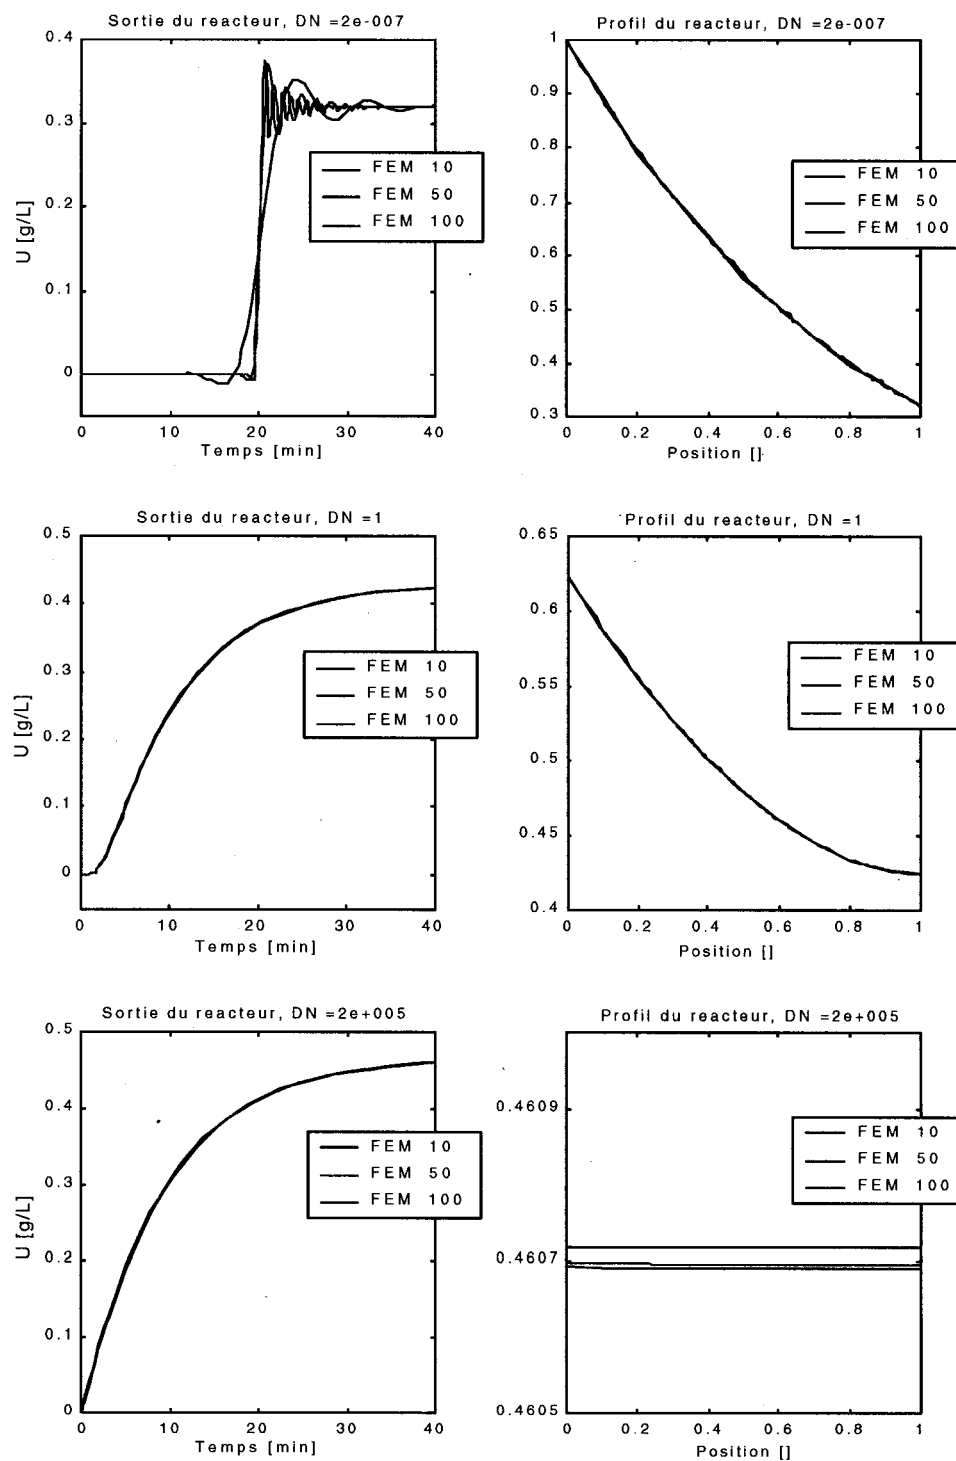 Sortie du reacteur, DN =2e-007
0.4
0.3
0.2
0.1
0
U [g/L]
FEM 10
FEM 50
FEM 100
0 10 20 30 40
Temps [min]
Profil du reacteur, DN =2e-007
1
0.9
0.8
0.7
0.6
0.5
0.4
0.3
FEM 10
FEM 50
FEM 100
0 0.2 0.4 0.6 0.8 1
Position []
Sortie du reacteur, DN =1
0.5
0.4
0.3
0.2
0.1
0
U [g/L]
FEM 10
FEM 50
FEM 100
0 10 20 30 40
Temps [min]
Profil du reacteur, DN =1
0.65
0.6
0.55
0.5
0.45
0.4
FEM 10
FEM 50
FEM 100
0 0.2 0.4 0.6 0.8 1
Position []
Sortie du reacteur, DN =2e+005
0.5
0.4
0.3
0.2
0.1
0
U [g/L]
FEM 10
FEM 50
FEM 100
0 10 20 30 40
Temps [min]
Profil du reacteur, DN =2e+005
0.4609
0.4607
0.4605
FEM 10
FEM 50
FEM 100
0 0.2 0.4 0.6 0.8 1
Position []